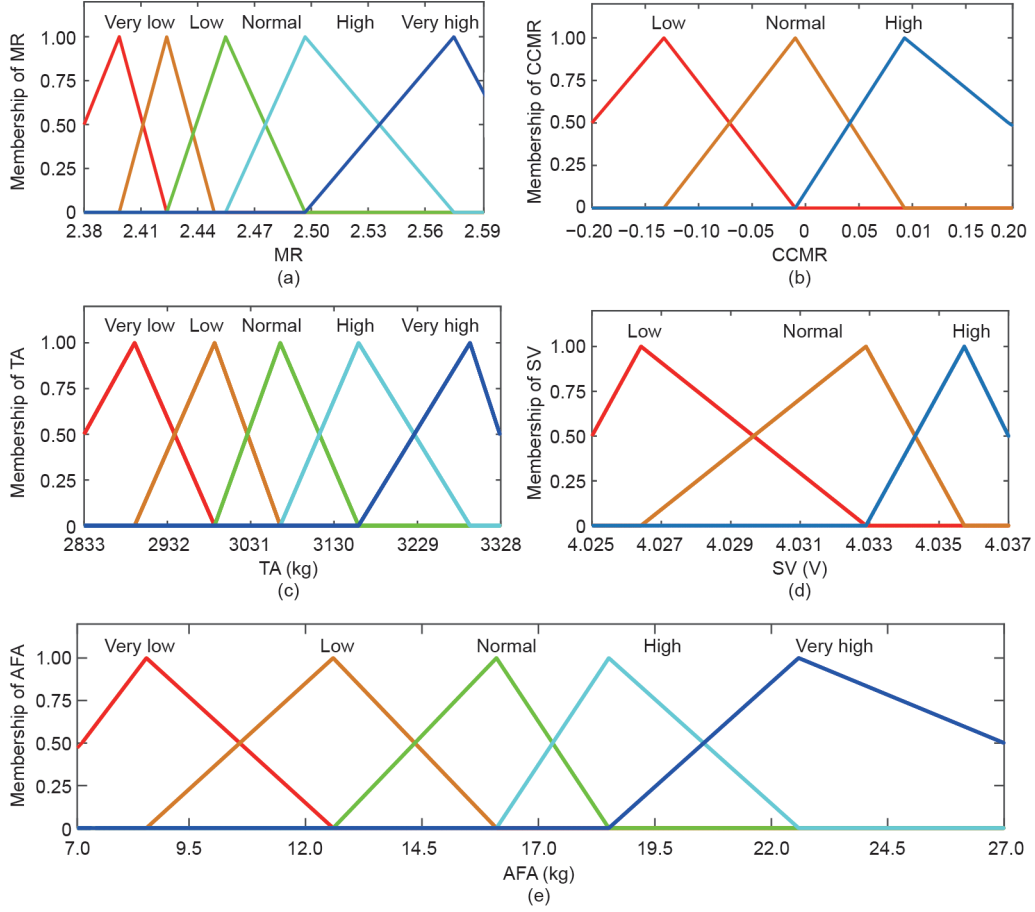 Very low Low Normal High Very high
1.00
0.75
0.50
0.25
0
Membership of MR
2.38 2.41 2.44 2.47 2.50 2.53 2.56 2.59
MR
(a)
Low Normal High
1.00
0.75
0.50
0.25
0
Membership of CCMR
−0.20 −0.15 −0.10 −0.05 0 0.05 0.01 0.15 0.20
CCMR
(b)
Very low Low Normal High Very high
1.00
0.75
0.50
0.25
0
Membership of TA
2833 2932 3031 3130 3229 3328
TA (kg)
(c)
Low Normal High
1.00
0.75
0.50
0.25
0
Membership of SV
4.025 4.027 4.029 4.031 4.033 4.035 4.037
SV (V)
(d)
Very low Low Normal High Very high
1.00
0.75
0.50
0.25
0
Membership of AFA
7.0 9.5 12.0 14.5 17.0 19.5 22.0 24.5 27.0
AFA (kg)
(e)